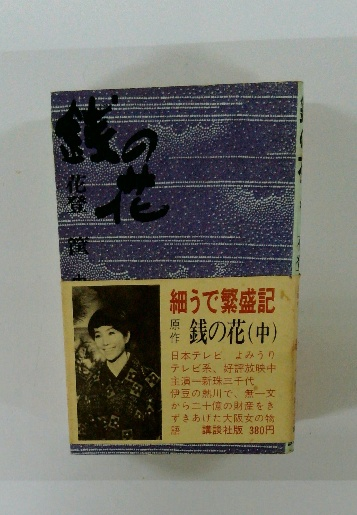 銭の花
花登
細うで繁盛記
原作 銭の花(中)
日本テレビ、よみうり
テレビ系、好評放映中
主演―新珠三千代
伊豆の熱川で、無一文
から二十億の財産をき
ずきあげた大阪女の物
語 講談社版 380円